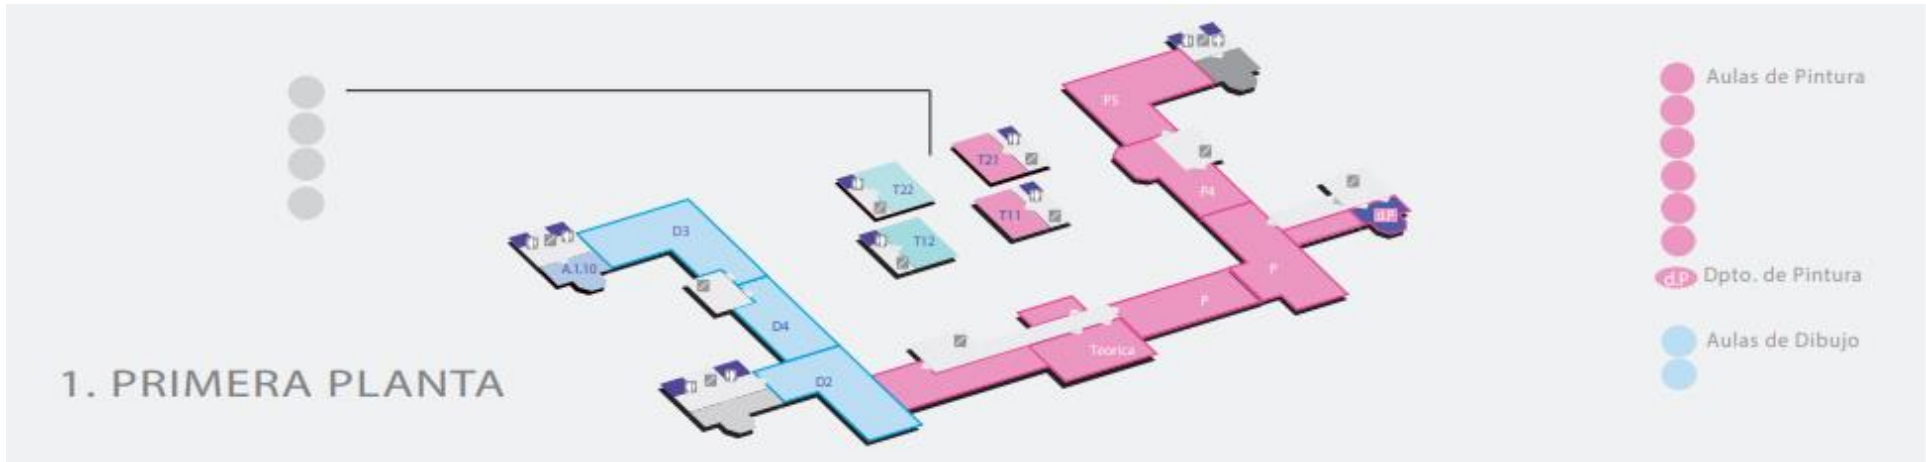 Aulas de Pintura
P5
T21
T22
P4
T11
d.P
D3
T12
A.1.10
P
d.P Dpto. de Pintura
P
D4
Aulas de Dibujo
Teorica
1. PRIMERA PLANTA
D2